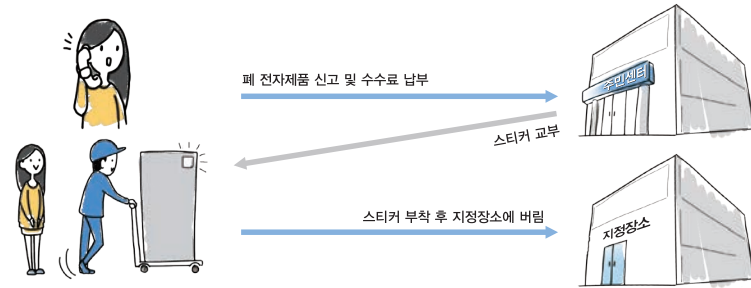 폐 전자제품 신고 및 수수료 납부
주민센터
스티커 교부
스티커 부착 후 지정장소에 버림
지정장소